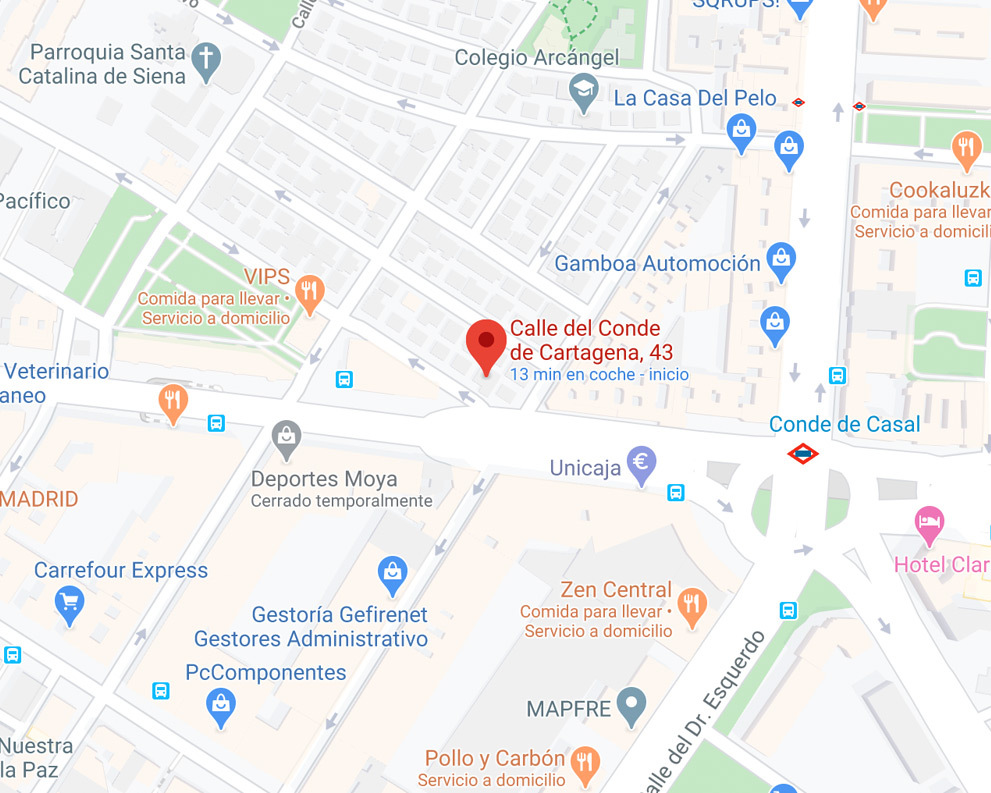 SQRUPS!
Calle
Parroquia Santa
Catalina de Siena
Colegio Arcángel
La Casa Del Pelo
Pacífico
Cookaluzk
Comida para llevar
Servicio a domicili
VIPS
Comida para llevar •
Servicio a domicilio
Gamboa Automoción
Calle del Conde
de Cartagena, 43
13 min en coche - inicio
Veterinario
aneo
Conde de Casal
Deportes Moya
Cerrado temporalmente
Unicaja
MADRID
Hotel Clar
Carrefour Express
Zen Central
Comida para llevar •
Servicio a domicilio
Gestoría Gefirenet
Gestores Administrativo
PcComponentes
Calle del Dr. Esquerdo
MAPFRE
Nuestra
la Paz
Pollo y Carbón
Servicio a domicilio